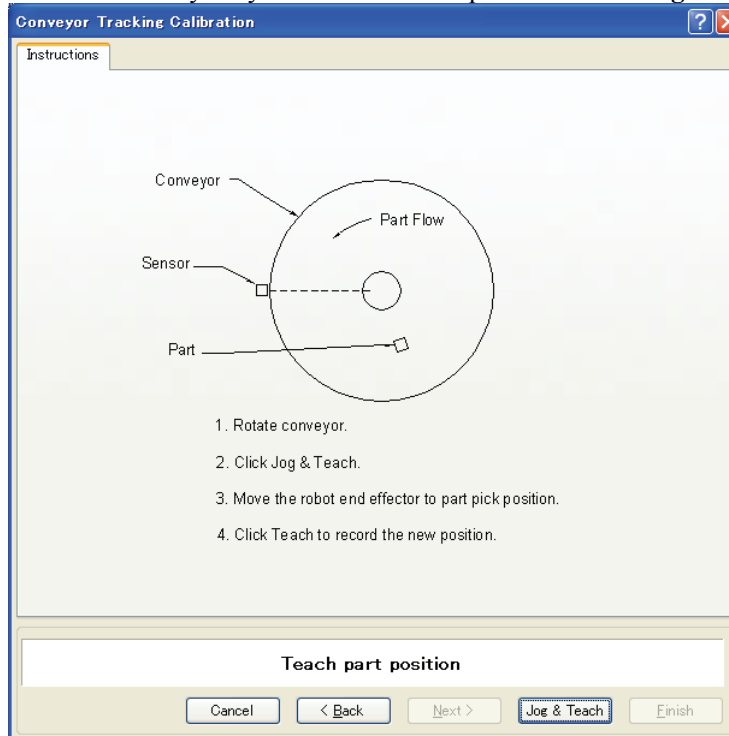 Conveyor Tracking Calibration
Instructions
Conveyor
Part Flow
Sensor
Part
1. Rotate conveyor.
2. Click Jog & Teach.
3. Move the robot end effector to part pick position.
4. Click Teach to record the new position.
Teach part position
Cancel < Back Next > Jog & Teach Finish